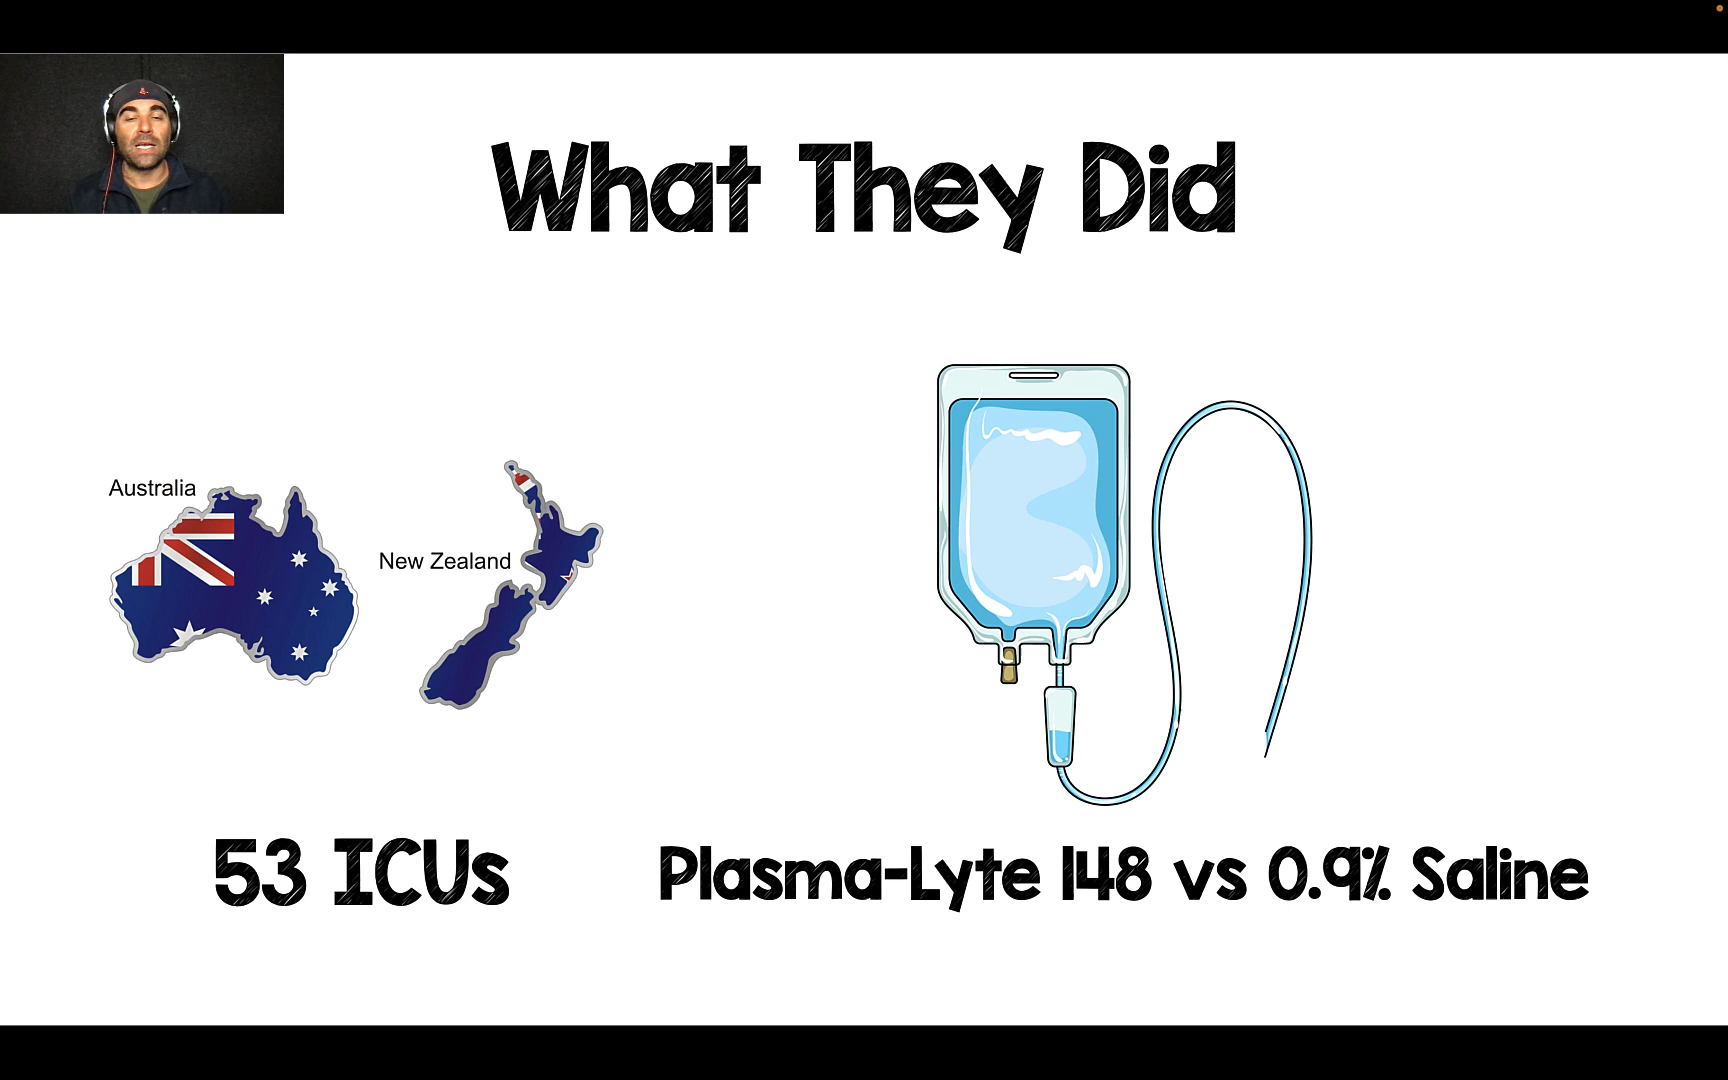 What They Did
Australia
New Zealand
53 ICUs
Plasma-Lyte 148 vs 0.9% Saline